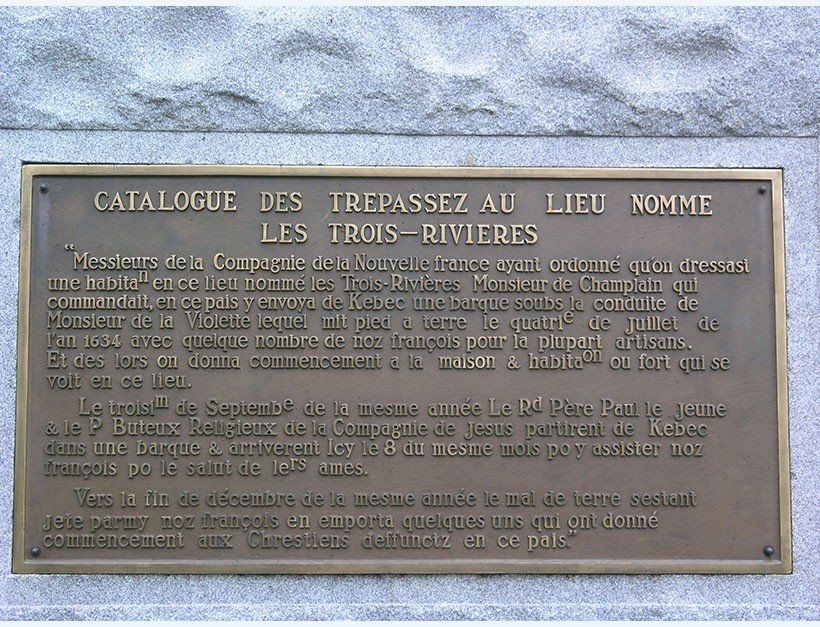 CATALOGUE DES TREPASSEZ AU LIEU NOMME
LES TROIS-RIVIERES
"Messieurs de la Compagnie de la Nouvelle france ayant ordonné qu'on dressast
une habitaⁿ en ce lieu nommé les Trois-Rivières Monsieur de Champlain qui
commandait, en ce pais y envoya de Kebec une barque soubs la conduite de
Monsieur de la Violette lequel mit pied a terre le quatriᵉ de juillet de
l'an 1634 avec quelque nombre de noz françois pour la plupart artisans.
Et des lors on donna commencement a la maison & habitaᵒⁿ ou fort qui se
voit en ce lieu.
Le troisiᵐ de Septembᵉ de la mesme année Le Rᵈ Père Paul le jeune
& le P Buteux Religieux de la Compagnie de jesus partirent de Kebec
dans une barque & arriverent Icy le 8 du mesme mois po y assister noz
françois po le salut de leʳˢ ames.
Vers la fin de décembre de la mesme année le mal de terre sestant
jete parmy noz françois en emporta quelques uns qui ont donné
commencement aux Chrestiens deffunctz en ce pais."